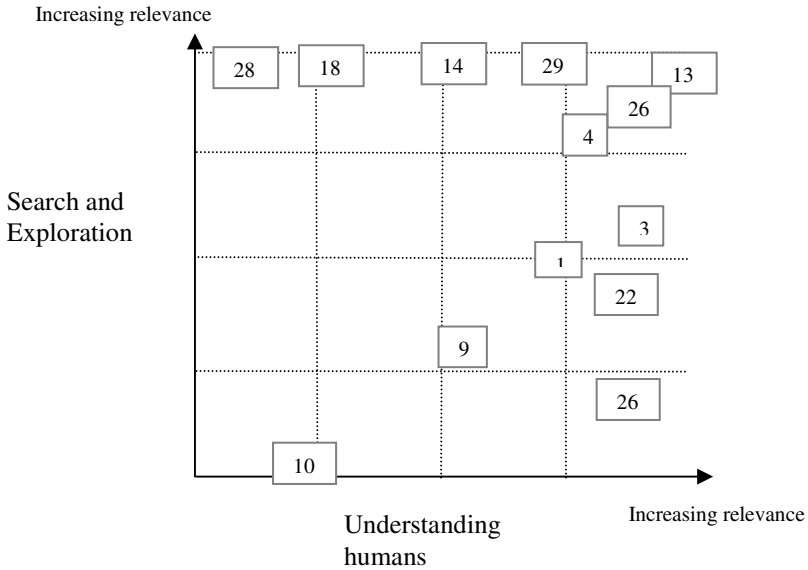 Increasing relevance
28
18
14
29
13
26
4
Search and
Exploration
3
1
22
9
26
10
Increasing relevance
Understanding
humans